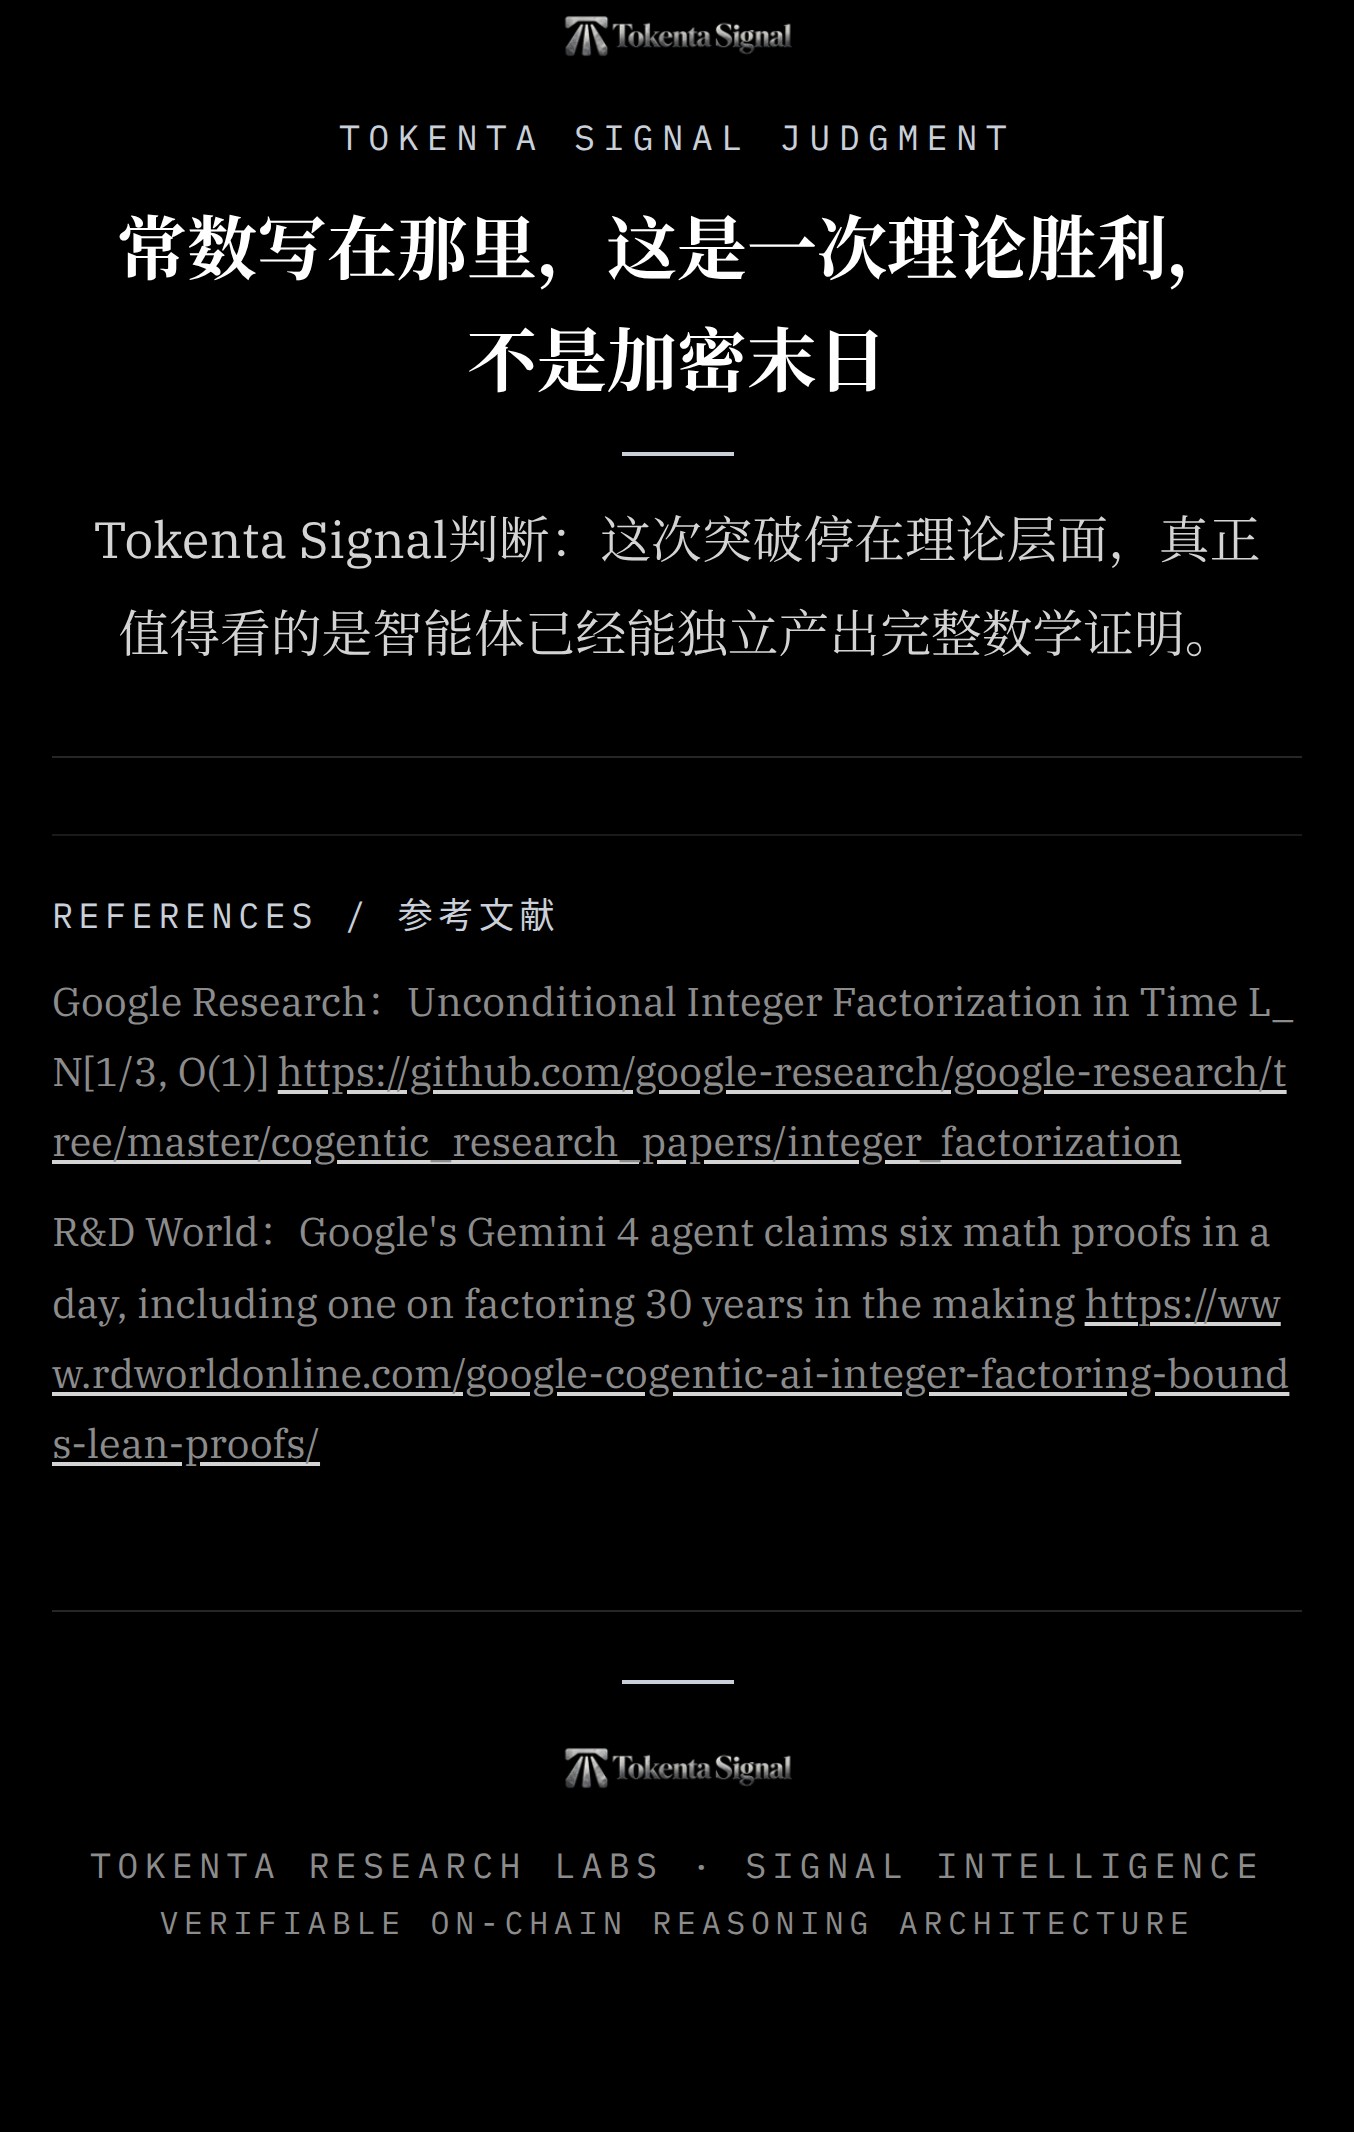 Tokenta Signal
TOKENTA SIGNAL JUDGMENT
常数写在那里，这是一次理论胜利，
不是加密末日
Tokenta Signal判断：这次突破停在理论层面，真正
值得看的是智能体已经能独立产出完整数学证明。
REFERENCES / 参考文献
Google Research：Unconditional Integer Factorization in Time L_
N[1/3, O(1)] https://github.com/google-research/google-research/t
ree/master/cogentic_research_papers/integer_factorization
R&D World：Google's Gemini 4 agent claims six math proofs in a
day, including one on factoring 30 years in the making https://ww
w.rdworldonline.com/google-cogentic-ai-integer-factoring-bound
s-lean-proofs/
Tokenta Signal
TOKENTA RESEARCH LABS · SIGNAL INTELLIGENCE
VERIFIABLE ON-CHAIN REASONING ARCHITECTURE